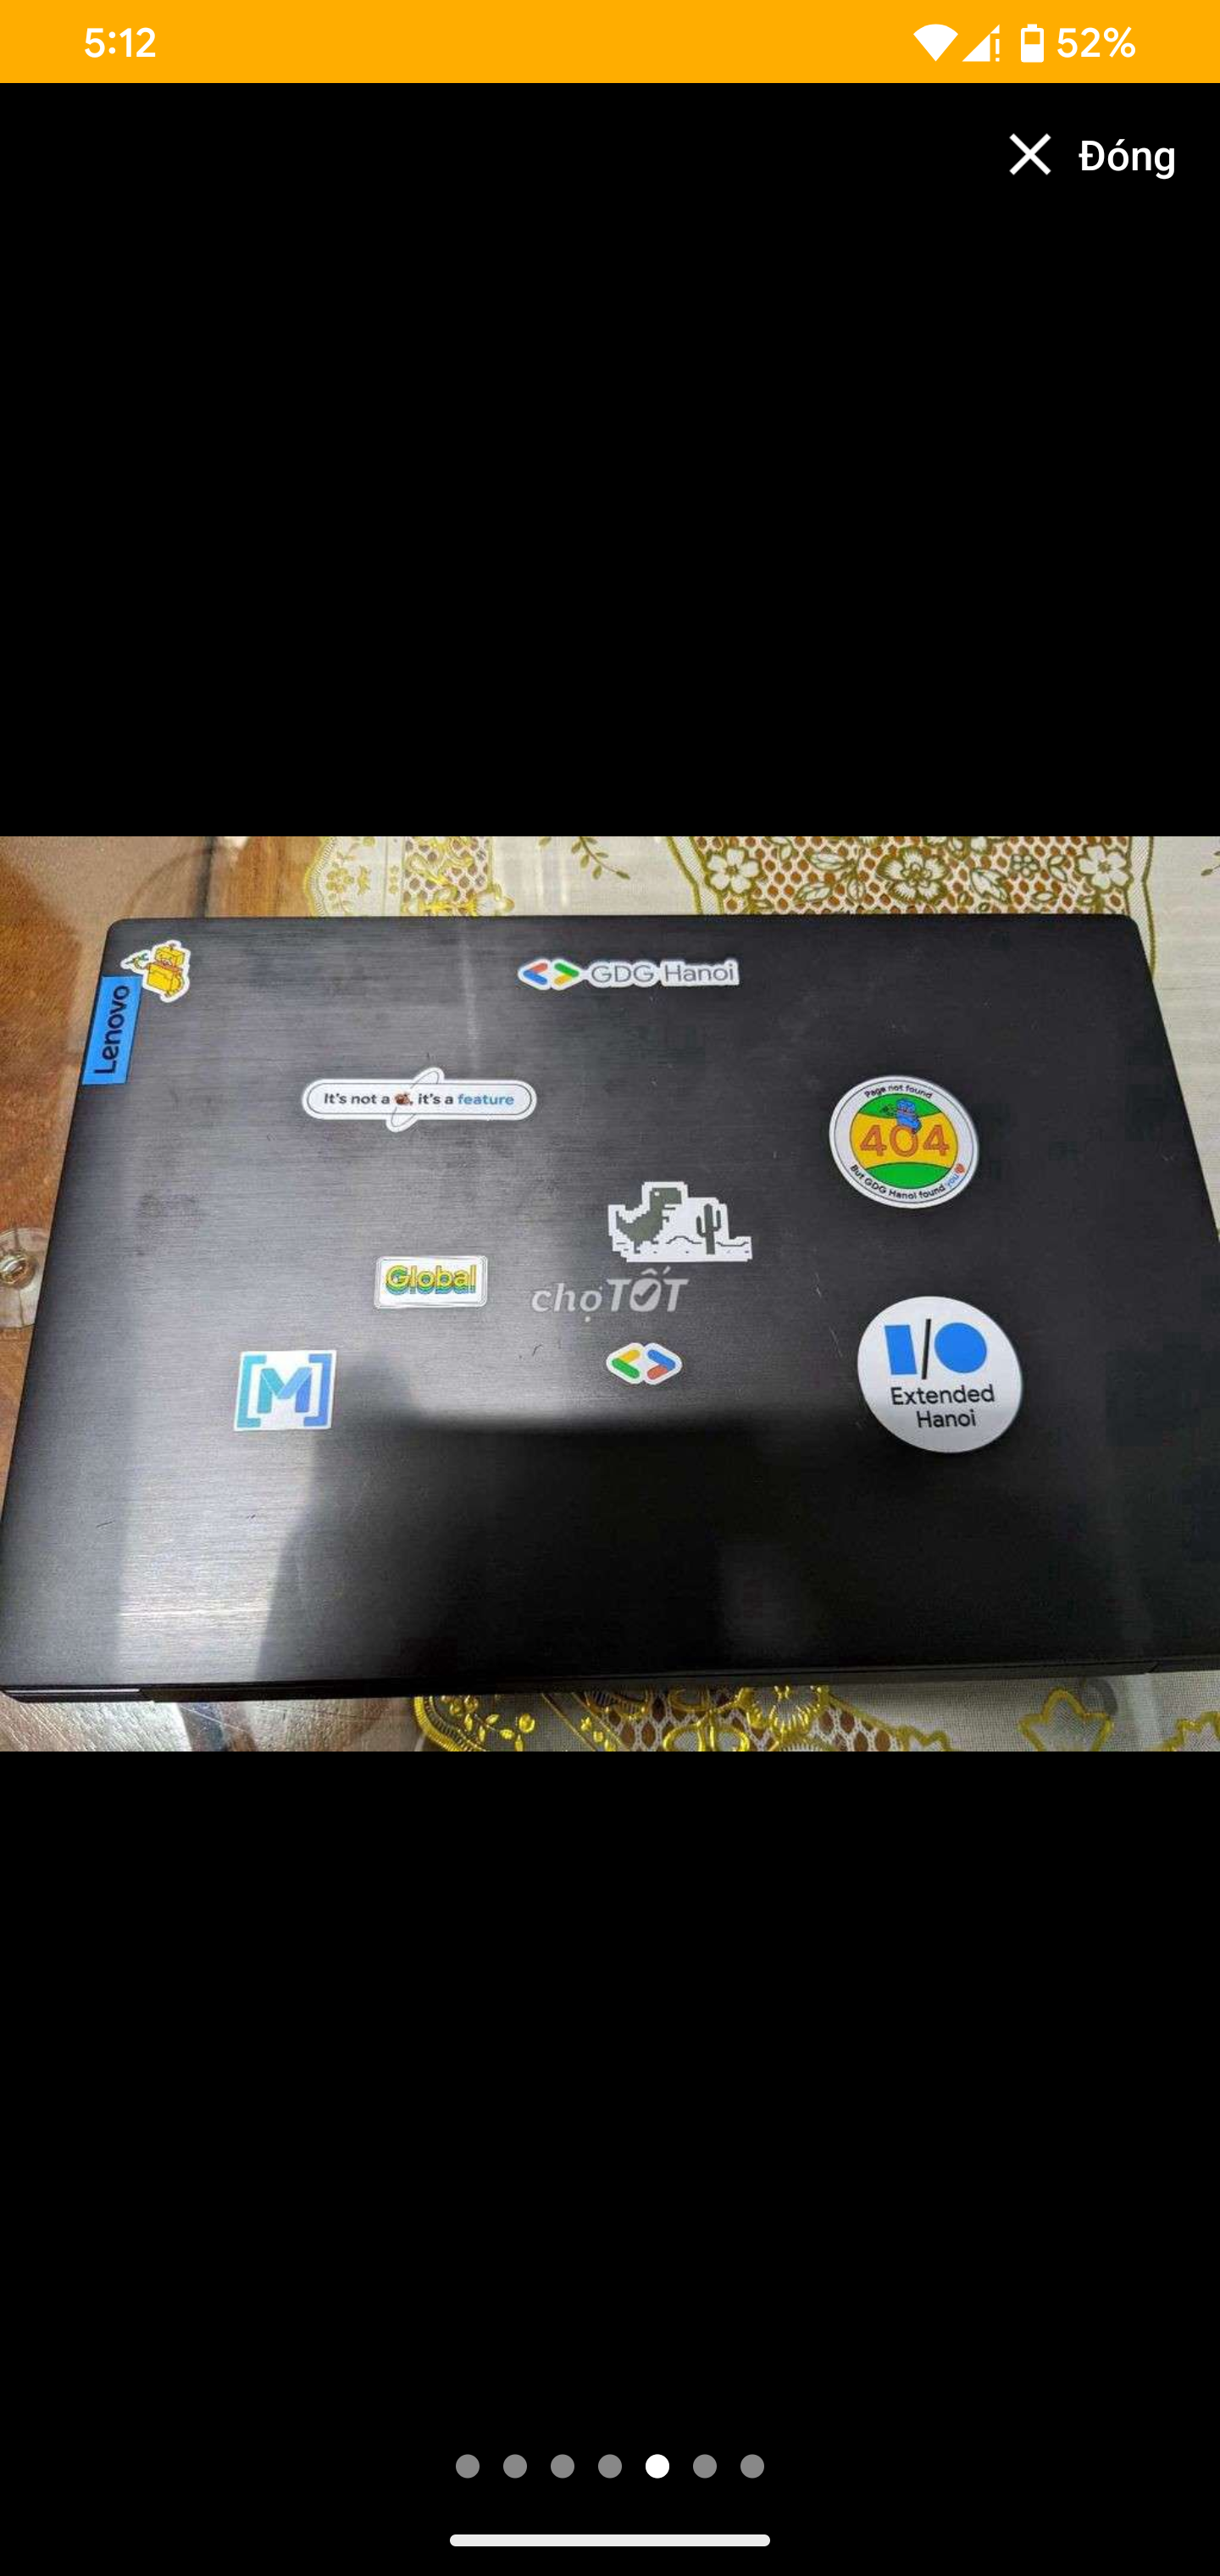 5:12
52%
Đóng
GDG Hanoi
Lenovo
It's not a , it's a feature
Page not found
404
But GDG Hanoi found you
Global
chợTỐT
[M]
I/O
Extended
Hanoi